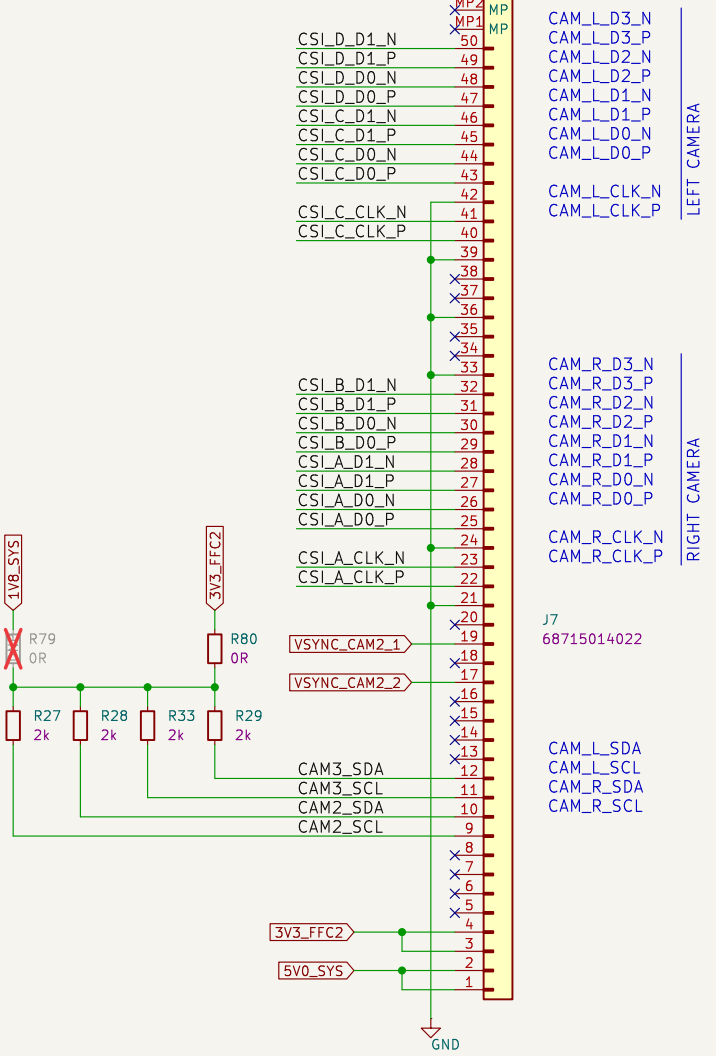 MP2 MP
MP1 MP
CSI_D_D1_N 50 CAM_L_D3_N
CSI_D_D1_P 49 CAM_L_D3_P
CSI_D_D0_N 48 CAM_L_D2_N
CSI_D_D0_P 47 CAM_L_D2_P
CSI_C_D1_N 46 CAM_L_D1_N
CSI_C_D1_P 45 CAM_L_D1_P
CSI_C_D0_N 44 CAM_L_D0_N
CSI_C_D0_P 43 CAM_L_D0_P
LEFT CAMERA
42 CAM_L_CLK_N
CSI_C_CLK_N 41 CAM_L_CLK_P
CSI_C_CLK_P 40
39
38
37
36
35
34
33 CAM_R_D3_N
CSI_B_D1_N 32 CAM_R_D3_P
CSI_B_D1_P 31 CAM_R_D2_N
CSI_B_D0_N 30 CAM_R_D2_P
CSI_B_D0_P 29 CAM_R_D1_N
CSI_A_D1_N 28 CAM_R_D1_P
CSI_A_D1_P 27 CAM_R_D0_N
CSI_A_D0_N 26 CAM_R_D0_P
CSI_A_D0_P 25
RIGHT CAMERA
24 CAM_R_CLK_N
CSI_A_CLK_N 23 CAM_R_CLK_P
CSI_A_CLK_P 22
21
1V8_SYS 3V3_FFC2
20 J7
R79 R80 VSYNC_CAM2_1 19 68715014022
0R 0R 18
VSYNC_CAM2_2 17
16
R27 R28 R33 R29 15
2k 2k 2k 2k 14
13 CAM_L_SDA
CAM3_SDA 12 CAM_L_SCL
CAM3_SCL 11 CAM_R_SDA
CAM2_SDA 10 CAM_R_SCL
CAM2_SCL 9
8
7
6
5
3V3_FFC2 4
3
5V0_SYS 2
1
GND